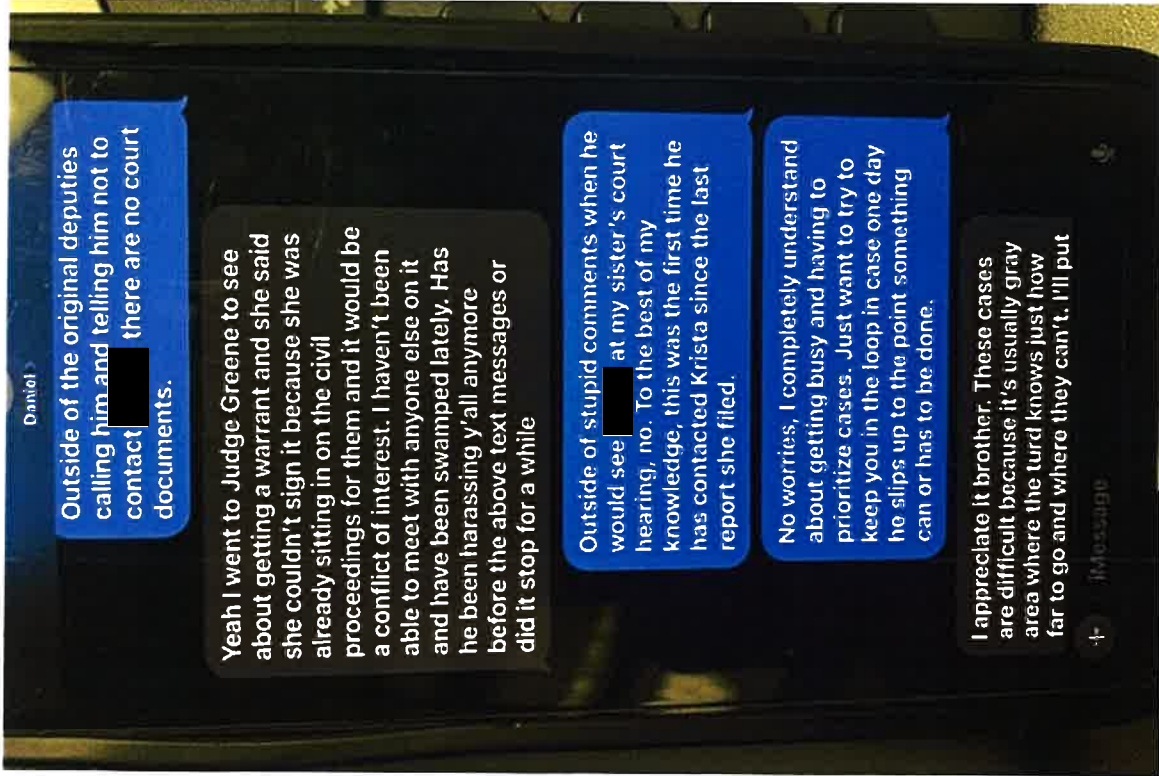 Daniel >
Outside of the original deputies
calling him and telling him not to
contact there are no court
documents.
Yeah I went to Judge Greene to see
about getting a warrant and she said
she couldn't sign it because she was
already sitting in on the civil
proceedings for them and it would be
a conflict of interest. I haven't been
able to meet with anyone else on it
and have been swamped lately. Has
he been harassing y'all anymore
before the above text messages or
did it stop for a while
Outside of stupid comments when he
would see at my sister's court
hearing, no. To the best of my
knowledge, this was the first time he
has contacted Krista since the last
report she filed.
No worries, I completely understand
about getting busy and having to
prioritize cases. Just want to try to
keep you in the loop in case one day
he slips up to the point something
can or has to be done.
I appreciate it brother. These cases
are difficult because it's usually gray
area where the turd knows just how
far to go and where they can't. I'll put
iMessage